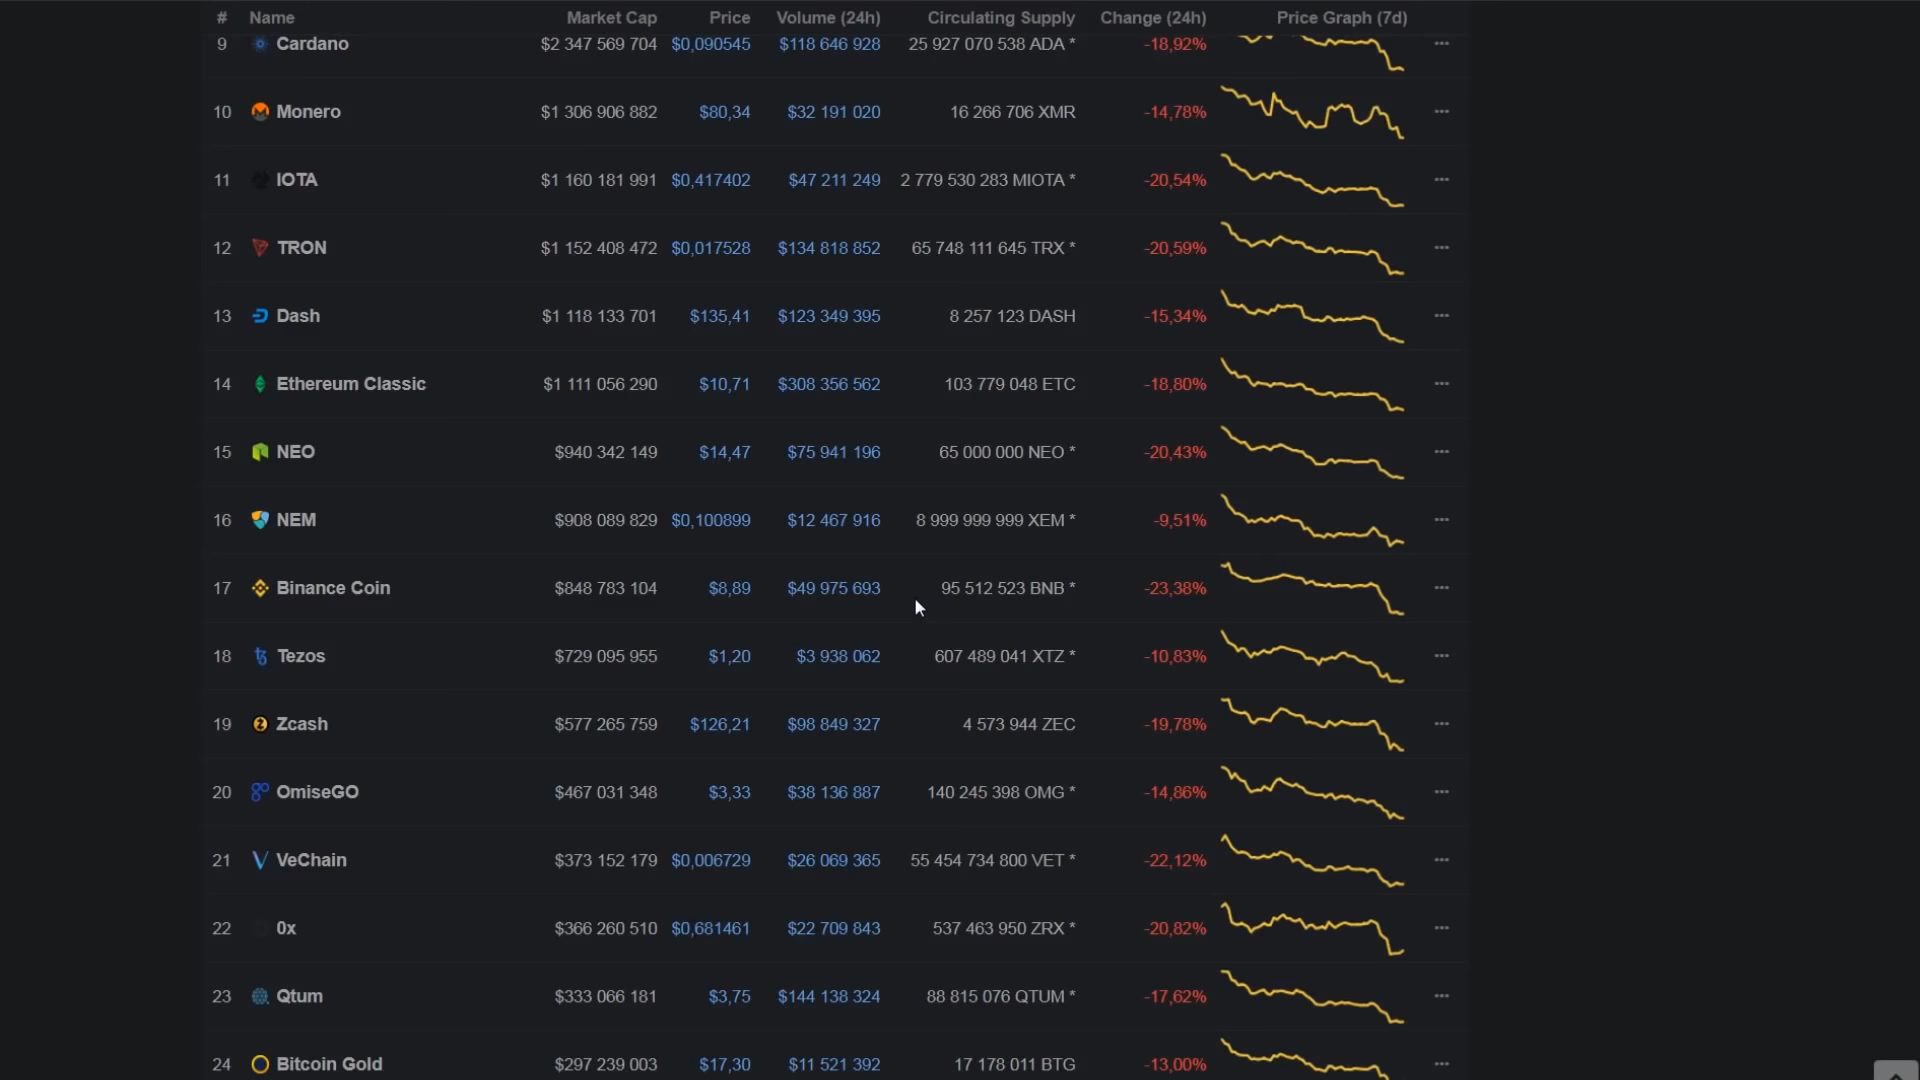 # Name Market Cap Price Volume (24h) Circulating Supply Change (24h) Price Graph (7d)
9 Cardano $2 347 569 704 $0,090545 $118 646 928 25 927 070 538 ADA * -18,92%
10 Monero $1 306 906 882 $80,34 $32 191 020 16 266 706 XMR -14,78%
11 IOTA $1 160 181 991 $0,417402 $47 211 249 2 779 530 283 MIOTA * -20,54%
12 TRON $1 152 408 472 $0,017528 $134 818 852 65 748 111 645 TRX * -20,59%
13 Dash $1 118 133 701 $135,41 $123 349 395 8 257 123 DASH -15,34%
14 Ethereum Classic $1 111 056 290 $10,71 $308 356 562 103 779 048 ETC -18,80%
15 NEO $940 342 149 $14,47 $75 941 196 65 000 000 NEO * -20,43%
16 NEM $908 089 829 $0,100899 $12 467 916 8 999 999 999 XEM * -9,51%
17 Binance Coin $848 783 104 $8,89 $49 975 693 95 512 523 BNB * -23,38%
18 Tezos $729 095 955 $1,20 $3 938 062 607 489 041 XTZ * -10,83%
19 Zcash $577 265 759 $126,21 $98 849 327 4 573 944 ZEC -19,78%
20 OmiseGO $467 031 348 $3,33 $38 136 887 140 245 398 OMG * -14,86%
21 VeChain $373 152 179 $0,006729 $26 069 365 55 454 734 800 VET * -22,12%
22 0x $366 260 510 $0,681461 $22 709 843 537 463 950 ZRX * -20,82%
23 Qtum $333 066 181 $3,75 $144 138 324 88 815 076 QTUM * -17,62%
24 Bitcoin Gold $297 239 003 $17,30 $11 521 392 17 178 011 BTG -13,00%